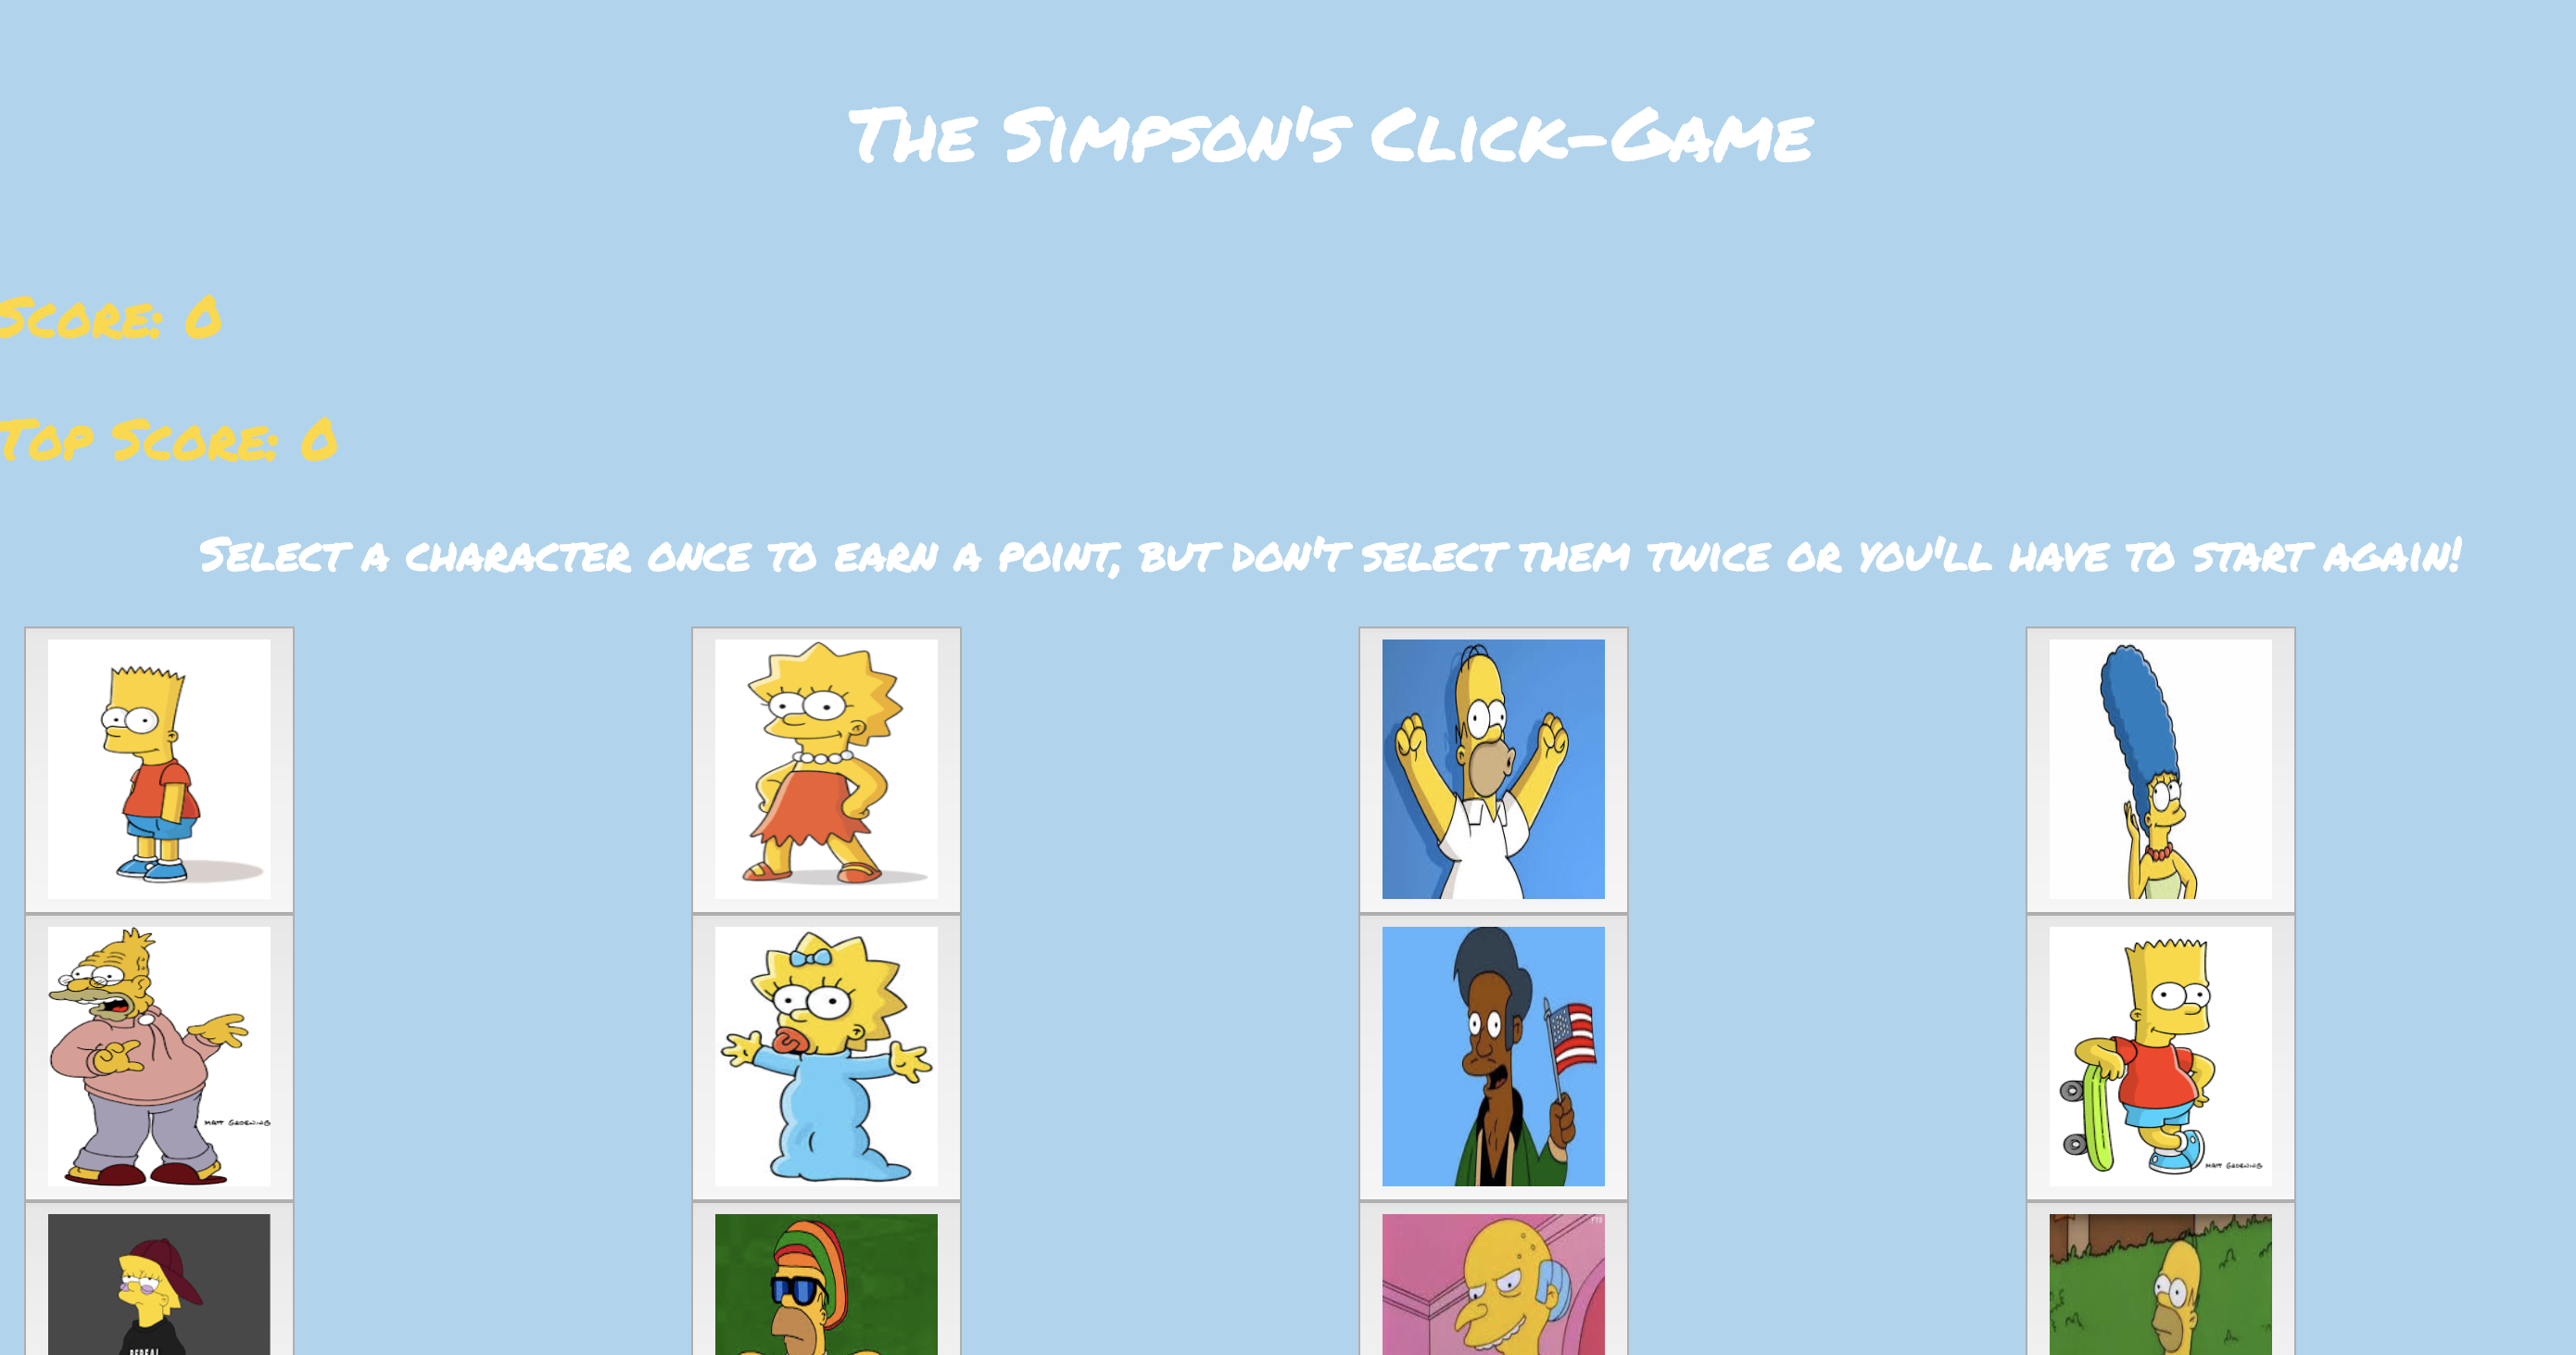 The Simpson's Click-Game
Score: 0
Top Score: 0
Select a character once to earn a point, but don't select them twice or you'll have to start again!
Matt Groening
Matt Groening